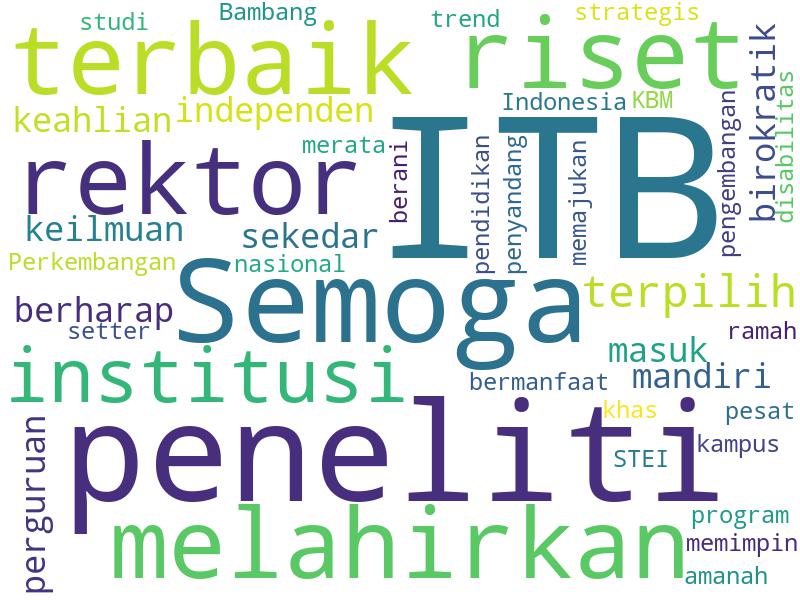 studi
Bambang
trend
strategis
terbaik
riset
birokratik
disabilitas
keahlian
independen
Indonesia
KBM
pengembangan
merata
ITB
rektor
berani
pendidikan
penyandang
memajukan
keilmuan
sekedar
Perkembangan
nasional
Semoga
terpilih
berharap
setter
ramah
institusi
masuk
bermanfaat
mandiri
peneliti
khas
pesat
perguruan
kampus
STEI
melahirkan
program
memimpin
amanah